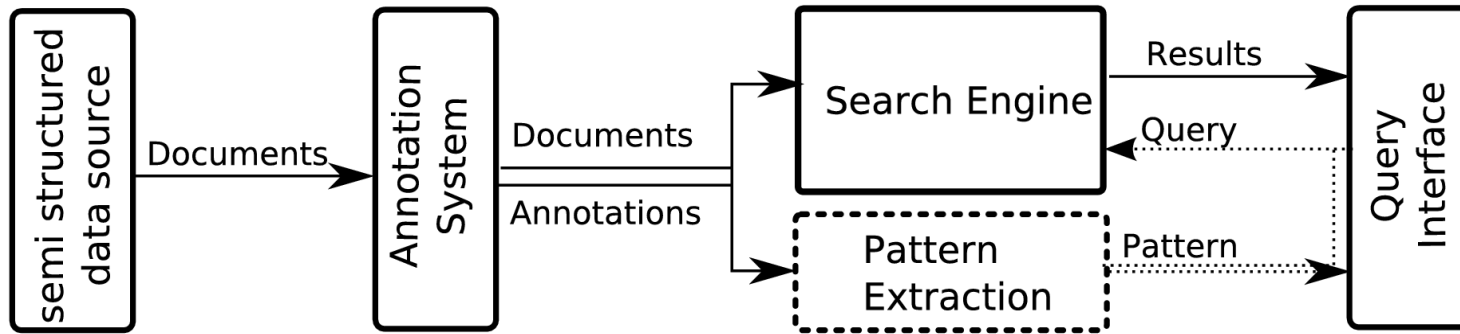 semi structured
data source
Documents
Annotation
System
Documents
Annotations
Search Engine
Pattern
Extraction
Results
Query
Pattern
Query
Interface